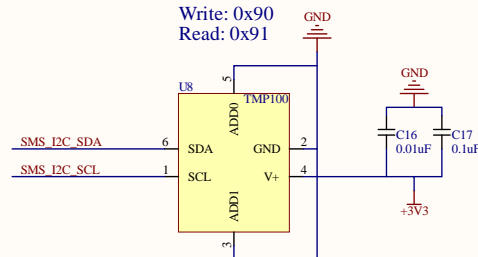 Write: 0x90
Read: 0x91
GND
U8
TMP100
5
ADD0
GND
SMS_I2C_SDA
6
SDA
GND
2
C16
0.01uF
C17
0.1uF
SMS_I2C_SCL
1
SCL
V+
4
ADD1
+3V3
3